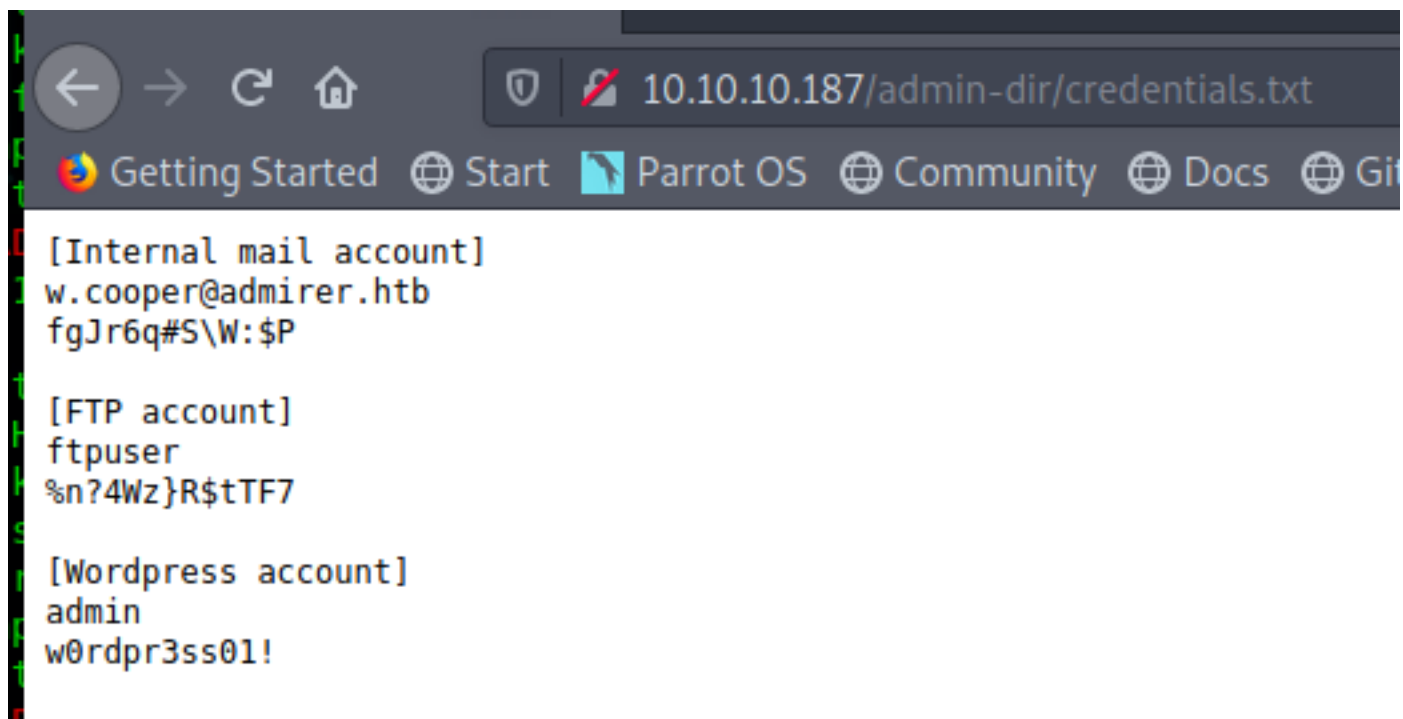 10.10.10.187/admin-dir/credentials.txt
Getting Started Start Parrot OS Community Docs
[Internal mail account]
w.cooper@admirer.htb
fgJr6q#S\W:$P
[FTP account]
ftpuser
%n?4Wz}R$tTF7
[Wordpress account]
admin
w0rdpr3ss01!